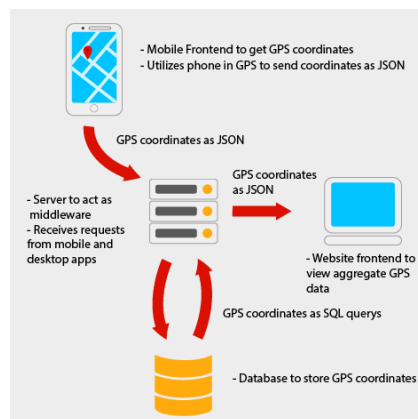 - Mobile Frontend to get GPS coordinates
- Utilizes phone in GPS to send coordinates as JSON
GPS coordinates as JSON
GPS coordinates
as JSON
- Server to act as
middleware
- Receives requests
from mobile and
desktop apps
- Website frontend to
view aggregate GPS
data
GPS coordinates as SQL querys
- Database to store GPS coordinates